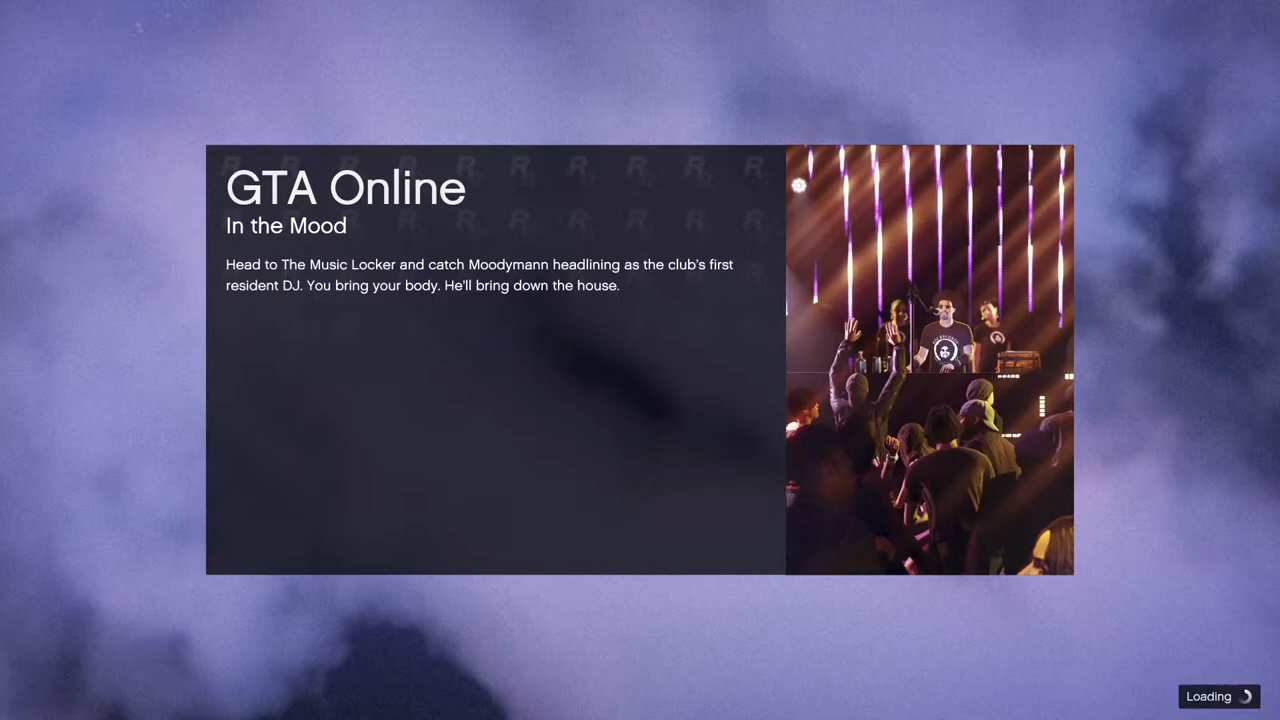 GTA Online
In the Mood
Head to The Music Locker and catch Moodymann headlining as the club's first
resident DJ. You bring your body. He'll bring down the house.
Loading